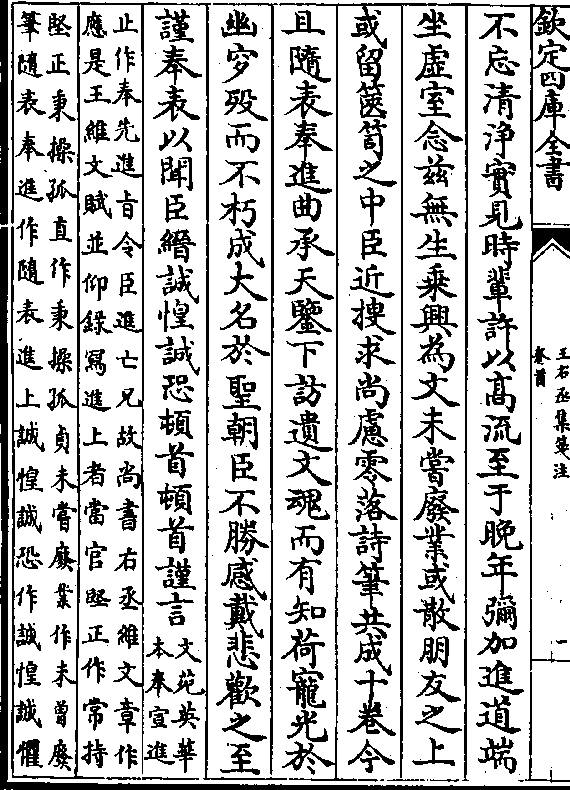 欽定四庫全書
王右丞集箋注
卷首
一
不忘清淨實見時輩許以高流至于晚年彌加進道端
坐虛室念茲無生乗興為文未嘗廢業或散朋友之上
或留篋笥之中臣近搜求尚慮零落詩筆共成十卷今
且隨表奉進曲承天鑒下訪遺文魂而有知荷寵光於
幽穸殁而不朽成大名於聖朝臣不勝感戴悲歡之至
謹奉表以聞臣縉誠惶誠恐頓首頓首謹言
文苑英華
本奉宣進
止作奉先進旨令臣進亡兄故尚書右丞維文章作
應是王維文賦並仰錄寫進上者當官堅正作常持
堅正秉操孤直作秉操孤貞未嘗廢業作未曽廢
筆隨表奉進作隨表進上誠惶誠恐作誠惶誠懼